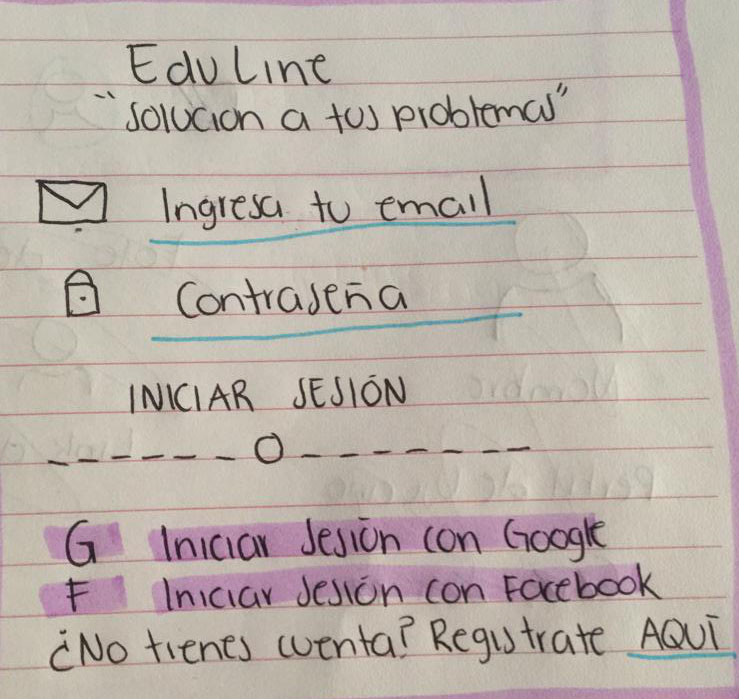 EduLine
"solucion a tus problemas"
Ingresa tu email
Contraseña
INICIAR SESIÓN
------O--------
G Iniciar Sesión con Google
F Iniciar Sesión con Facebook
¿No tienes cuenta? Registrate AQUÍ